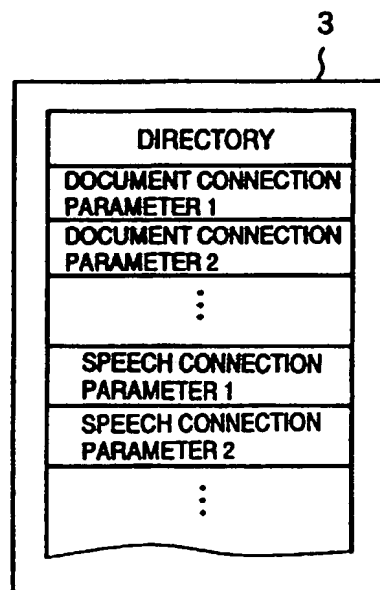 3
DIRECTORY
DOCUMENT CONNECTION
PARAMETER 1
DOCUMENT CONNECTION
PARAMETER 2
⋮
SPEECH CONNECTION
PARAMETER 1
SPEECH CONNECTION
PARAMETER 2
⋮